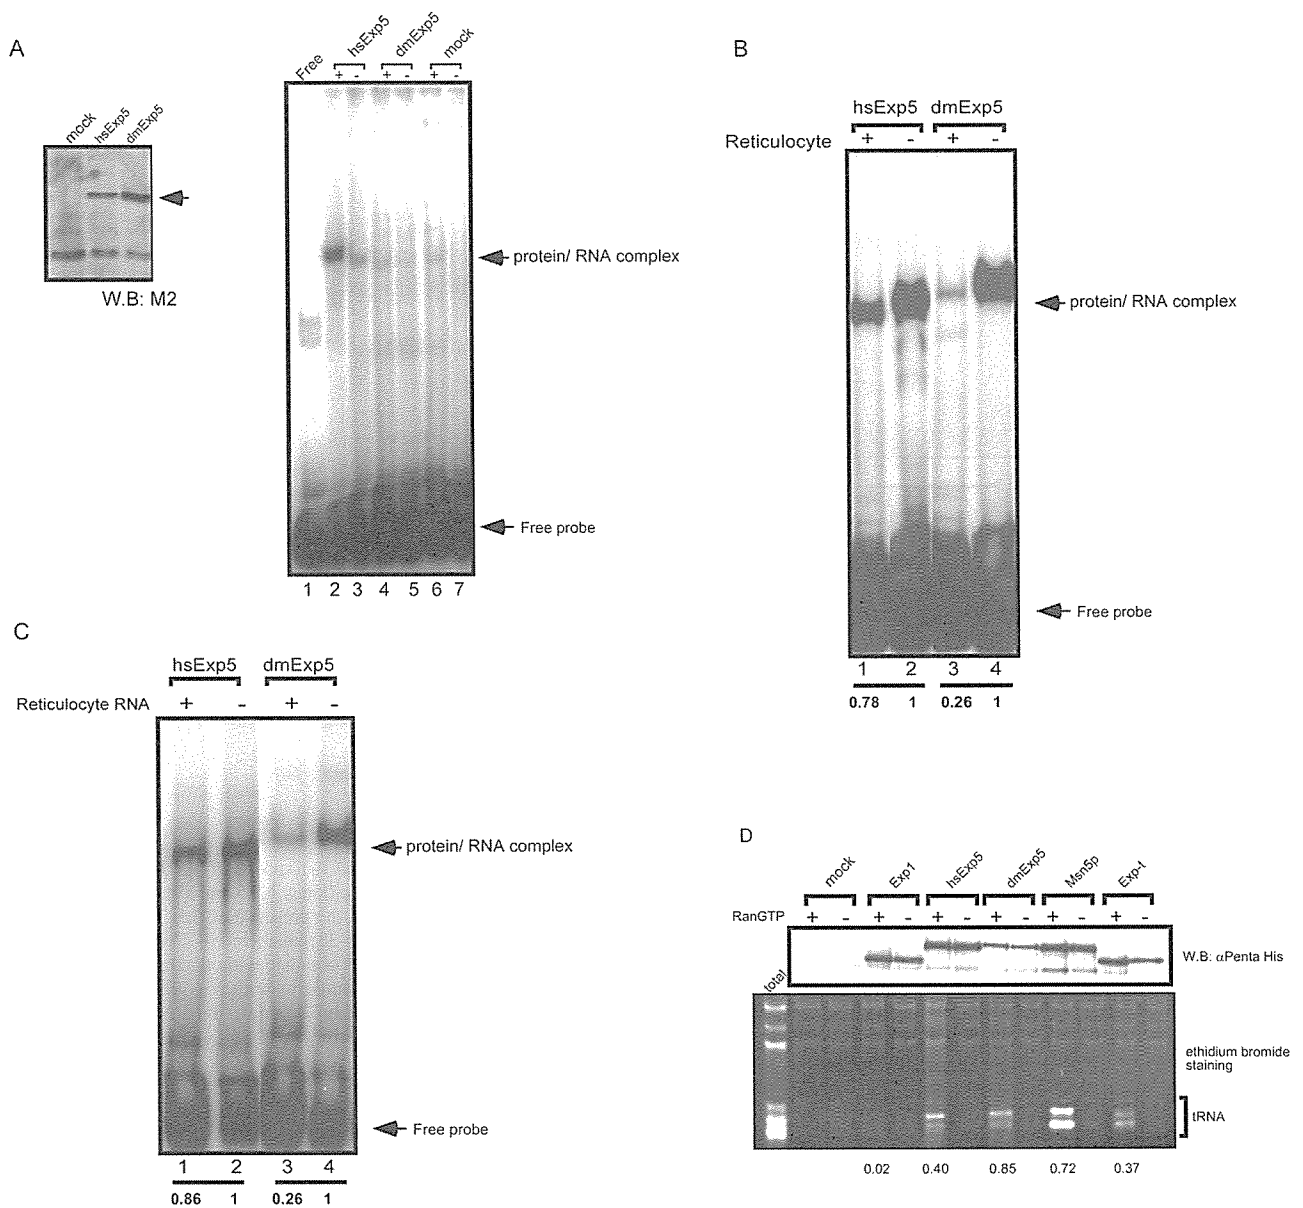 A
mock
hsExp5
dmExp5
W.B: M2
Free
hsExp5
dmExp5
mock
+ - + - + -
protein/ RNA complex
Free probe
1 2 3 4 5 6 7
B
hsExp5 dmExp5
Reticulocyte + - + -
protein/ RNA complex
Free probe
1 2 3 4
0.78 1 0.26 1
C
hsExp5 dmExp5
Reticulocyte RNA + - + -
protein/ RNA complex
Free probe
1 2 3 4
0.86 1 0.26 1
D
mock
Exp1
hsExp5
dmExp5
Msn5p
Exp-t
RanGTP + - + - + - + - + - + -
W.B: αPenta His
total
ethidium bromide
staining
tRNA
0.02 0.40 0.85 0.72 0.37